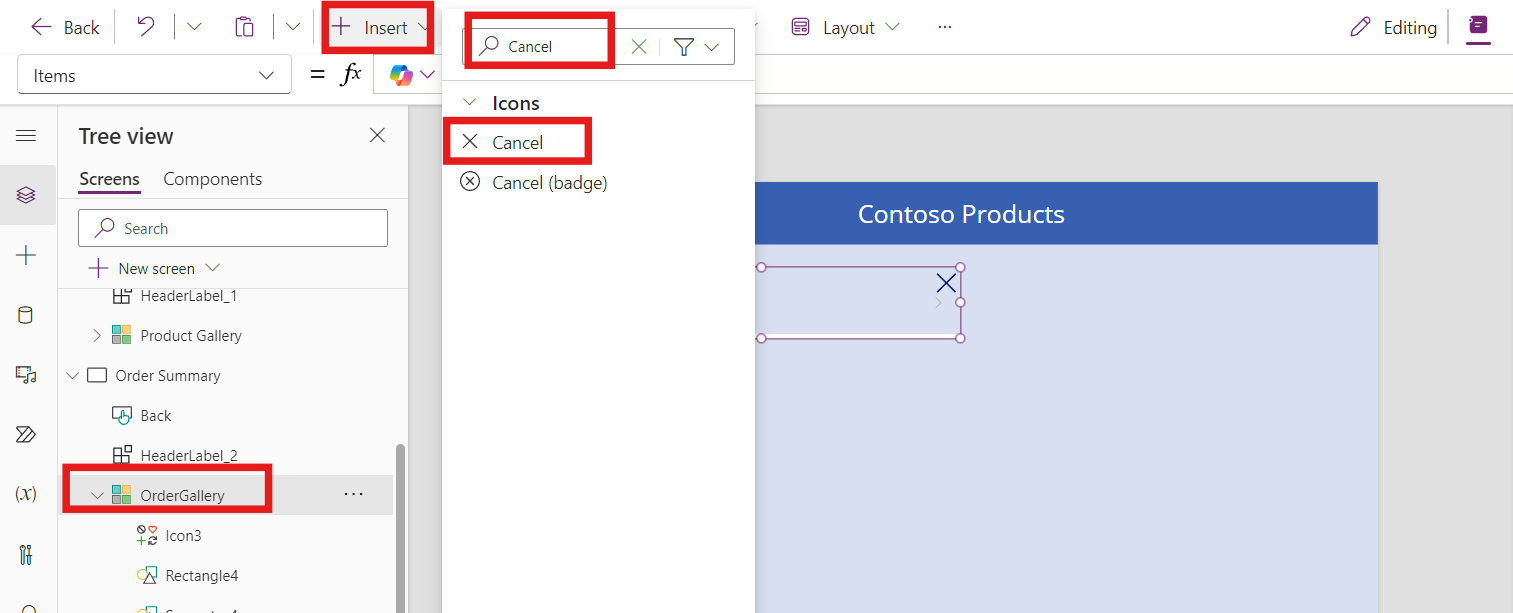 Back
Insert
Layout
...
Editing
Items
= fx
Cancel
Icons
Cancel
Cancel (badge)
Tree view
Screens
Components
Search
New screen
HeaderLabel_1
Product Gallery
Order Summary
Back
HeaderLabel_2
OrderGallery
...
Icon3
Rectangle4
(x)
Contoso Products